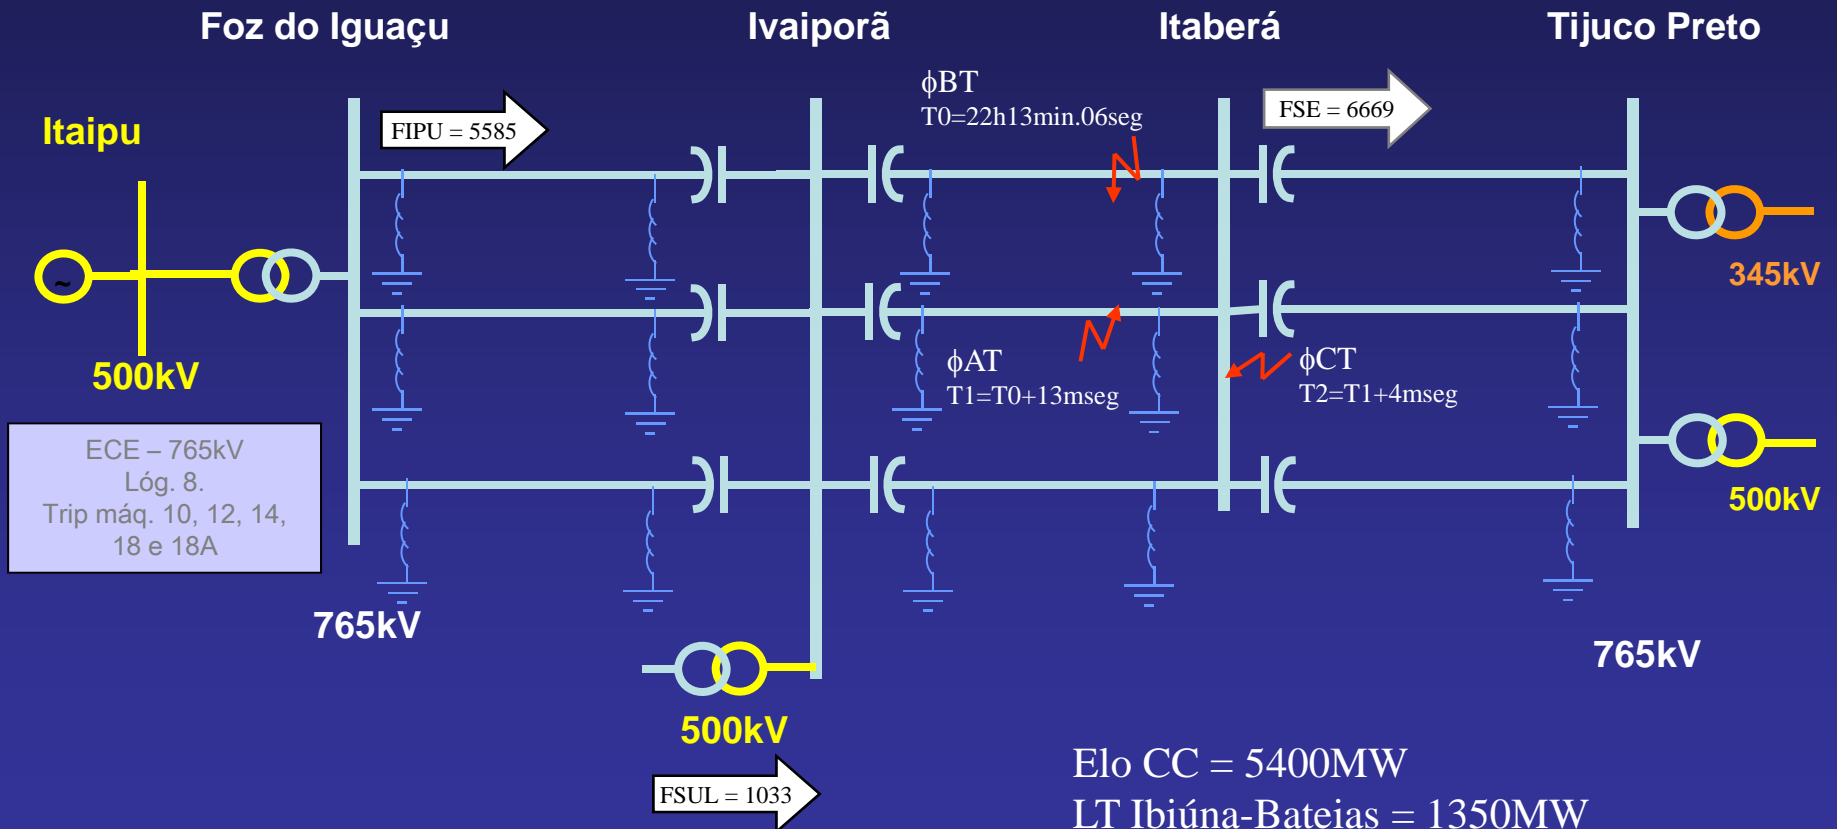 Foz do Iguaçu
Ivaiporã
Itaberá
Tijuco Preto
Itaipu
FIPU = 5585
ϕBT
T0=22h13min.06seg
FSE = 6669
~
500kV
345kV
ϕAT
T1=T0+13mseg
ϕCT
T2=T1+4mseg
ECE – 765kV
Lóg. 8.
Trip máq. 10, 12, 14,
18 e 18A
500kV
765kV
765kV
500kV
FSUL = 1033
Elo CC = 5400MW
LT Ibiúna-Bateias = 1350MW